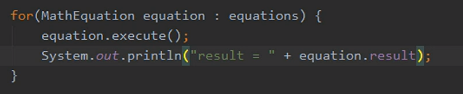 for(MathEquation equation : equations) {
    equation.execute();
    System.out.println("result = " + equation.result);
}